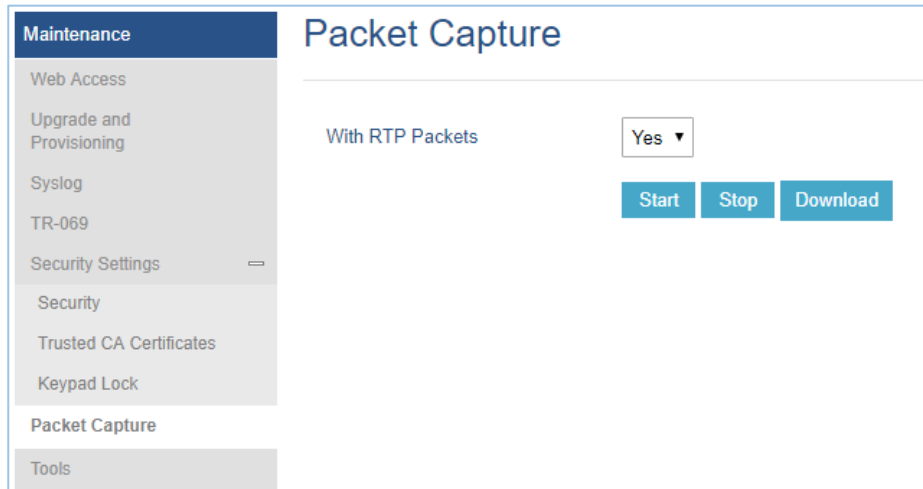 Maintenance
Web Access
Upgrade and
Provisioning
Syslog
TR-069
Security Settings
Security
Trusted CA Certificates
Keypad Lock
Packet Capture
Tools
Packet Capture
With RTP Packets
Yes
Start
Stop
Download